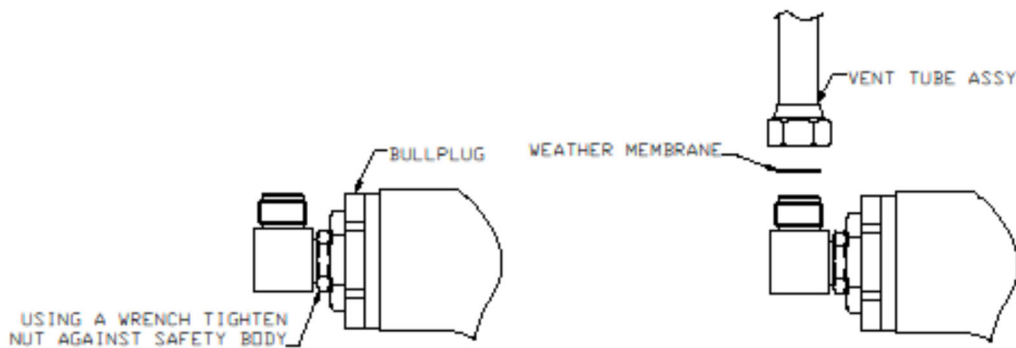 VENT TUBE ASSY
BULLPLUG
WEATHER MEMBRANE
USING A WRENCH TIGHTEN
NUT AGAINST SAFETY BODY